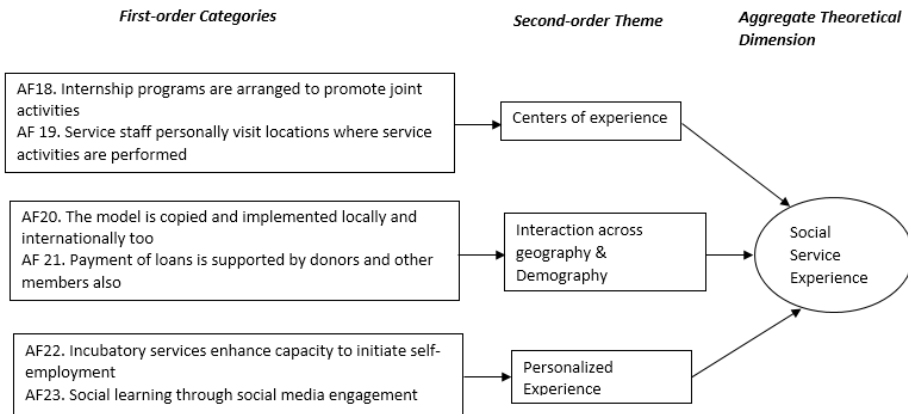 First-order Categories
Second-order Theme
Aggregate Theoretical
Dimension
AF18. Internship programs are arranged to promote joint
activities
AF 19. Service staff personally visit locations where service
activities are performed
Centers of experience
AF20. The model is copied and implemented locally and
internationally too
AF 21. Payment of loans is supported by donors and other
members also
Interaction across
geography &
Demography
Social
Service
Experience
AF22. Incubatory services enhance capacity to initiate self-
employment
AF23. Social learning through social media engagement
Personalized
Experience